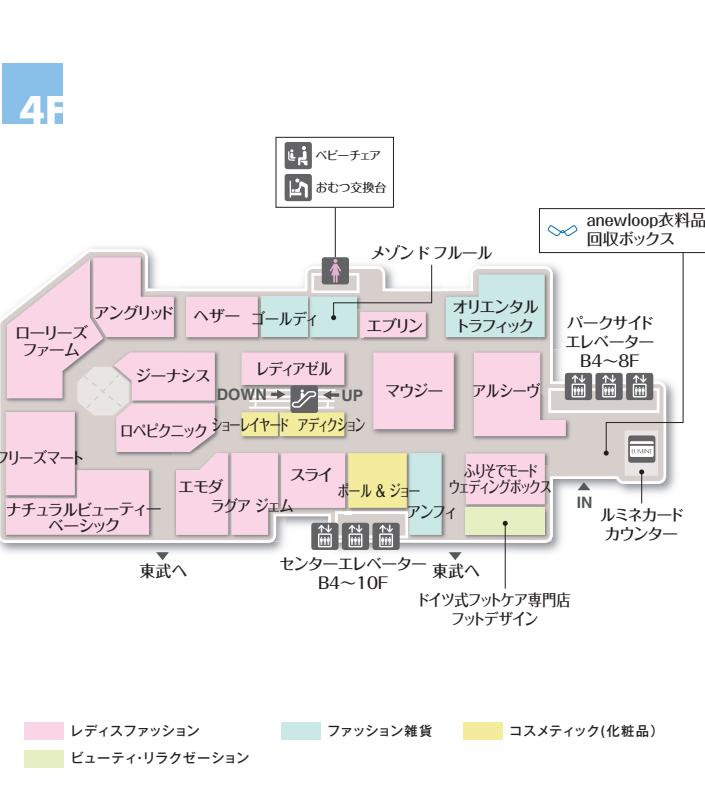 4F
ベビーチェア
おむつ交換台
anewloop衣料品
回収ボックス
メゾンド フルール
アングリッド
ヘザー
ゴールディ
エブリン
オリエンタル
トラフィック
ローリーズ
ファーム
パークサイド
エレベーター
B4～8F
ジーナシス
レディアゼル
マウジー
アルシーヴ
DOWN
UP
ロペピクニック
ショーレイヤード
アディクション
フリーズマート
LUMINE
エモダ
ラグア ジェム
スライ
ポール & ジョー
アンフィ
ふりそでモード
ウェディングボックス
IN
ナチュラルビューティー
ベーシック
ルミネカード
カウンター
東武へ
センターエレベーター
B4～10F
東武へ
ドイツ式フットケア専門店
フットデザイン
レディスファッション
ファッション雑貨
コスメティック(化粧品)
ビューティ・リラクゼーション